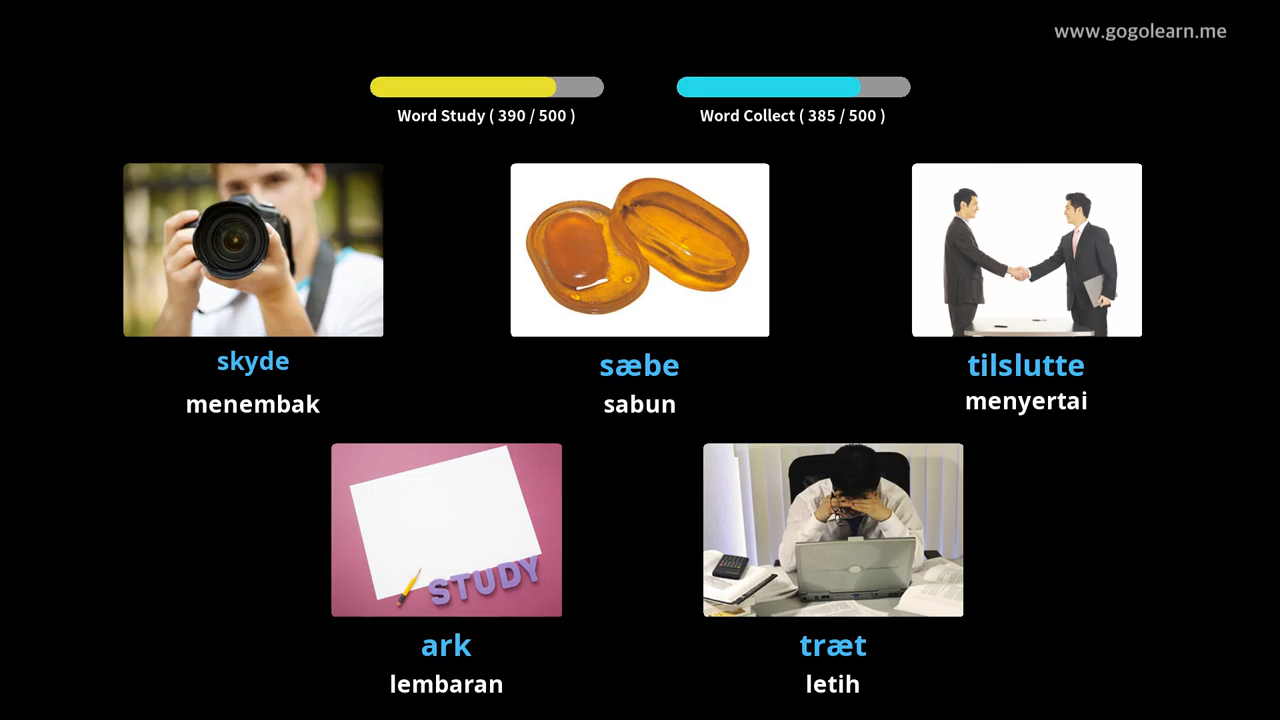 www.gogolearn.me
Word Study ( 390 / 500 )
Word Collect ( 385 / 500 )
skyde
menembak
sæbe
sabun
tilslutte
menyertai
STUDY
ark
lembaran
træt
letih